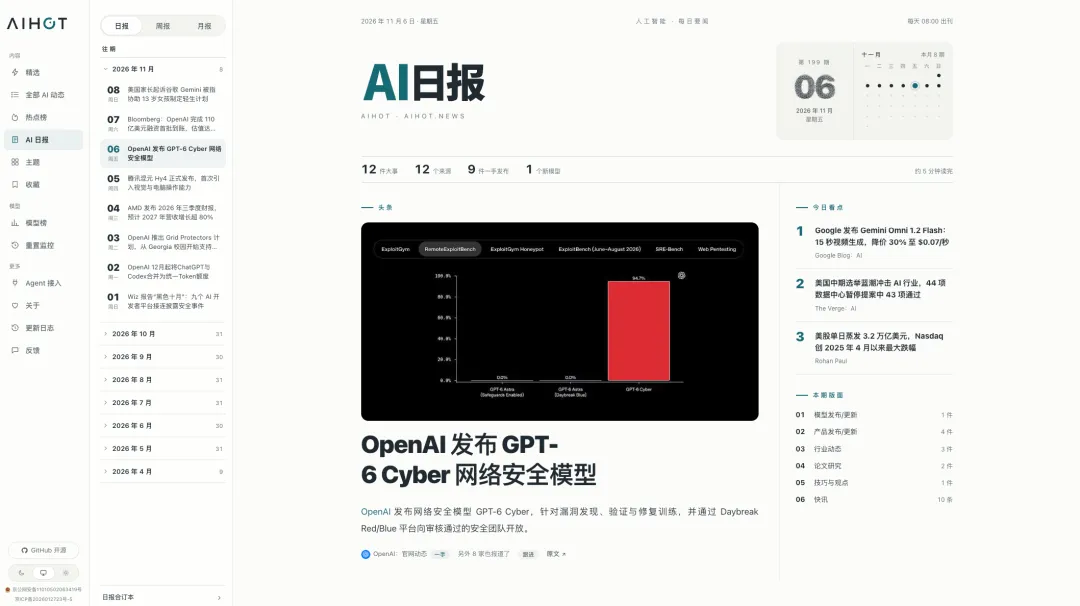 AIHOT
内容
精选
全部 AI 动态
热点榜
AI 日报
主题
收藏
模型
模型榜
重置监控
更多
Agent 接入
关于
更新日志
反馈
GitHub 开源
日报
周报
月报
往期
2026 年 11 月
8
08
周日
美国家长起诉谷歌 Gemini 被指
协助 13 岁女孩制定轻生计划
07
周六
Bloomberg：OpenAI 完成 110
亿美元融资首批到账，估值达...
06
周五
OpenAI 发布 GPT-6 Cyber 网络
安全模型
05
周四
腾讯混元 Hy4 正式发布，首次引
入视觉与电脑操作能力
04
周三
AMD 发布 2026 年三季度财报，
预计 2027 年营收增长超 80%
03
周二
OpenAI 推出 Grid Protectors 计
划，从 Georgia 校园开始支持...
02
周一
OpenAI 12月起将ChatGPT与
Codex合并为统一Token额度
01
周日
Wiz 报告“黑色十月”：九个 AI 开
发者平台接连披露安全事件
2026 年 10 月
31
2026 年 9 月
30
2026 年 8 月
31
2026 年 7 月
31
2026 年 6 月
30
2026 年 5 月
31
2026 年 4 月
9
日报合订本
2026 年 11 月 6 日 · 星期五
人工智能 · 每日要闻
每天 08:00 出刊
AI日报
AIHOT · AIHOT.NEWS
第 199 期
06
2026 年 11 月
星期五
十一月
本月 8 期
一 二 三 四 五 六 日
12 件大事
12 个来源
9 件一手发布
1 个新模型
约 5 分钟读完
头条
ExploitGym
RemoteExploitBench
ExploitGym Honeypot
ExploitBench (June–August 2026)
SRE-Bench
Web Pentesting
100.0%
80.0%
60.0%
40.0%
20.0%
0.0%
0.0%
0.0%
94.7%
GPT-6 Astra
(Safeguards Enabled)
GPT-6 Astra
(Daybreak Blue)
GPT-6 Cyber
OpenAI 发布 GPT-
6 Cyber 网络安全模型
OpenAI 发布网络安全模型 GPT-6 Cyber，针对漏洞发现、验证与修复训练，并通过 Daybreak
Red/Blue 平台向审核通过的安全团队开放。
OpenAI：官网动态
一手
另外 8 家也报道了
跟进
原文
今日看点
1
Google 发布 Gemini Omni 1.2 Flash：
15 秒视频生成，降价 30% 至 $0.07/秒
Google Blog：AI
2
美国中期选举蓝潮冲击 AI 行业，44 项
数据中心暂停提案中 43 项通过
The Verge：AI
3
美股单日蒸发 3.2 万亿美元，Nasdaq
创 2025 年 4 月以来最大跌幅
Rohan Paul
本期版面
01 模型发布/更新 1 件
02 产品发布/更新 4 件
03 行业动态 3 件
04 论文研究 2 件
05 技巧与观点 1 件
06 快讯 10 条